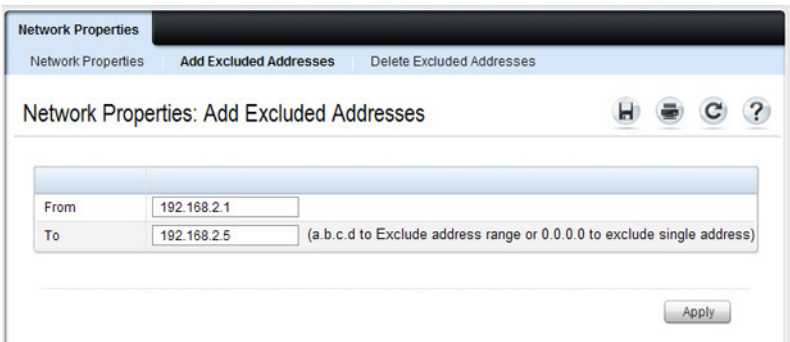 Network Properties
Network Properties Add Excluded Addresses Delete Excluded Addresses
Network Properties: Add Excluded Addresses
From 192.168.2.1
To 192.168.2.5 (a.b.c.d to Exclude address range or 0.0.0.0 to exclude single address)
Apply